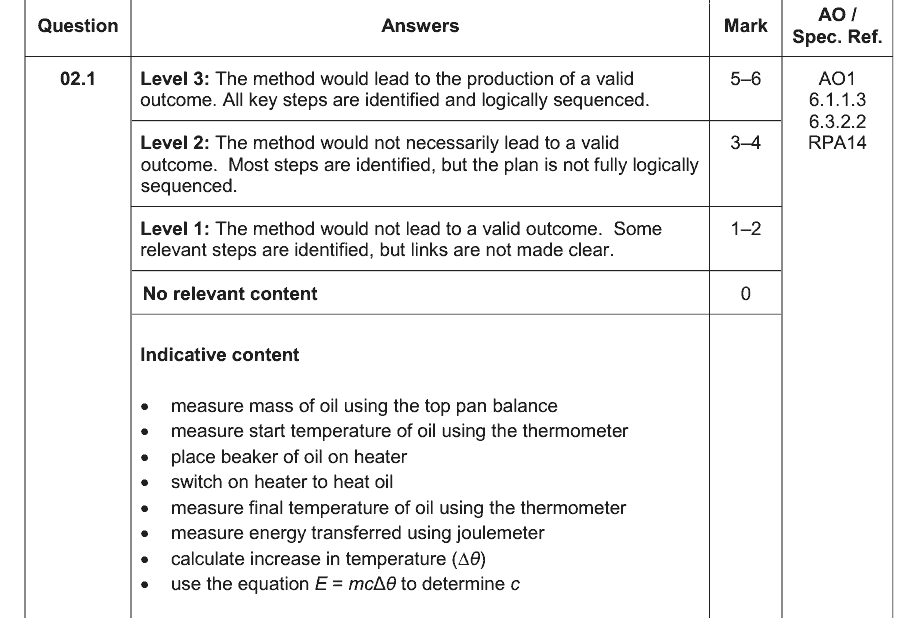 Question Answers Mark AO /
Spec. Ref.
02.1 Level 3: The method would lead to the production of a valid 5–6 AO1
outcome. All key steps are identified and logically sequenced. 6.1.1.3
6.3.2.2
Level 2: The method would not necessarily lead to a valid 3–4 RPA14
outcome. Most steps are identified, but the plan is not fully logically
sequenced.
Level 1: The method would not lead to a valid outcome. Some 1–2
relevant steps are identified, but links are not made clear.
No relevant content 0
Indicative content
• measure mass of oil using the top pan balance
• measure start temperature of oil using the thermometer
• place beaker of oil on heater
• switch on heater to heat oil
• measure final temperature of oil using the thermometer
• measure energy transferred using joulemeter
• calculate increase in temperature (Δθ)
• use the equation E = mcΔθ to determine c